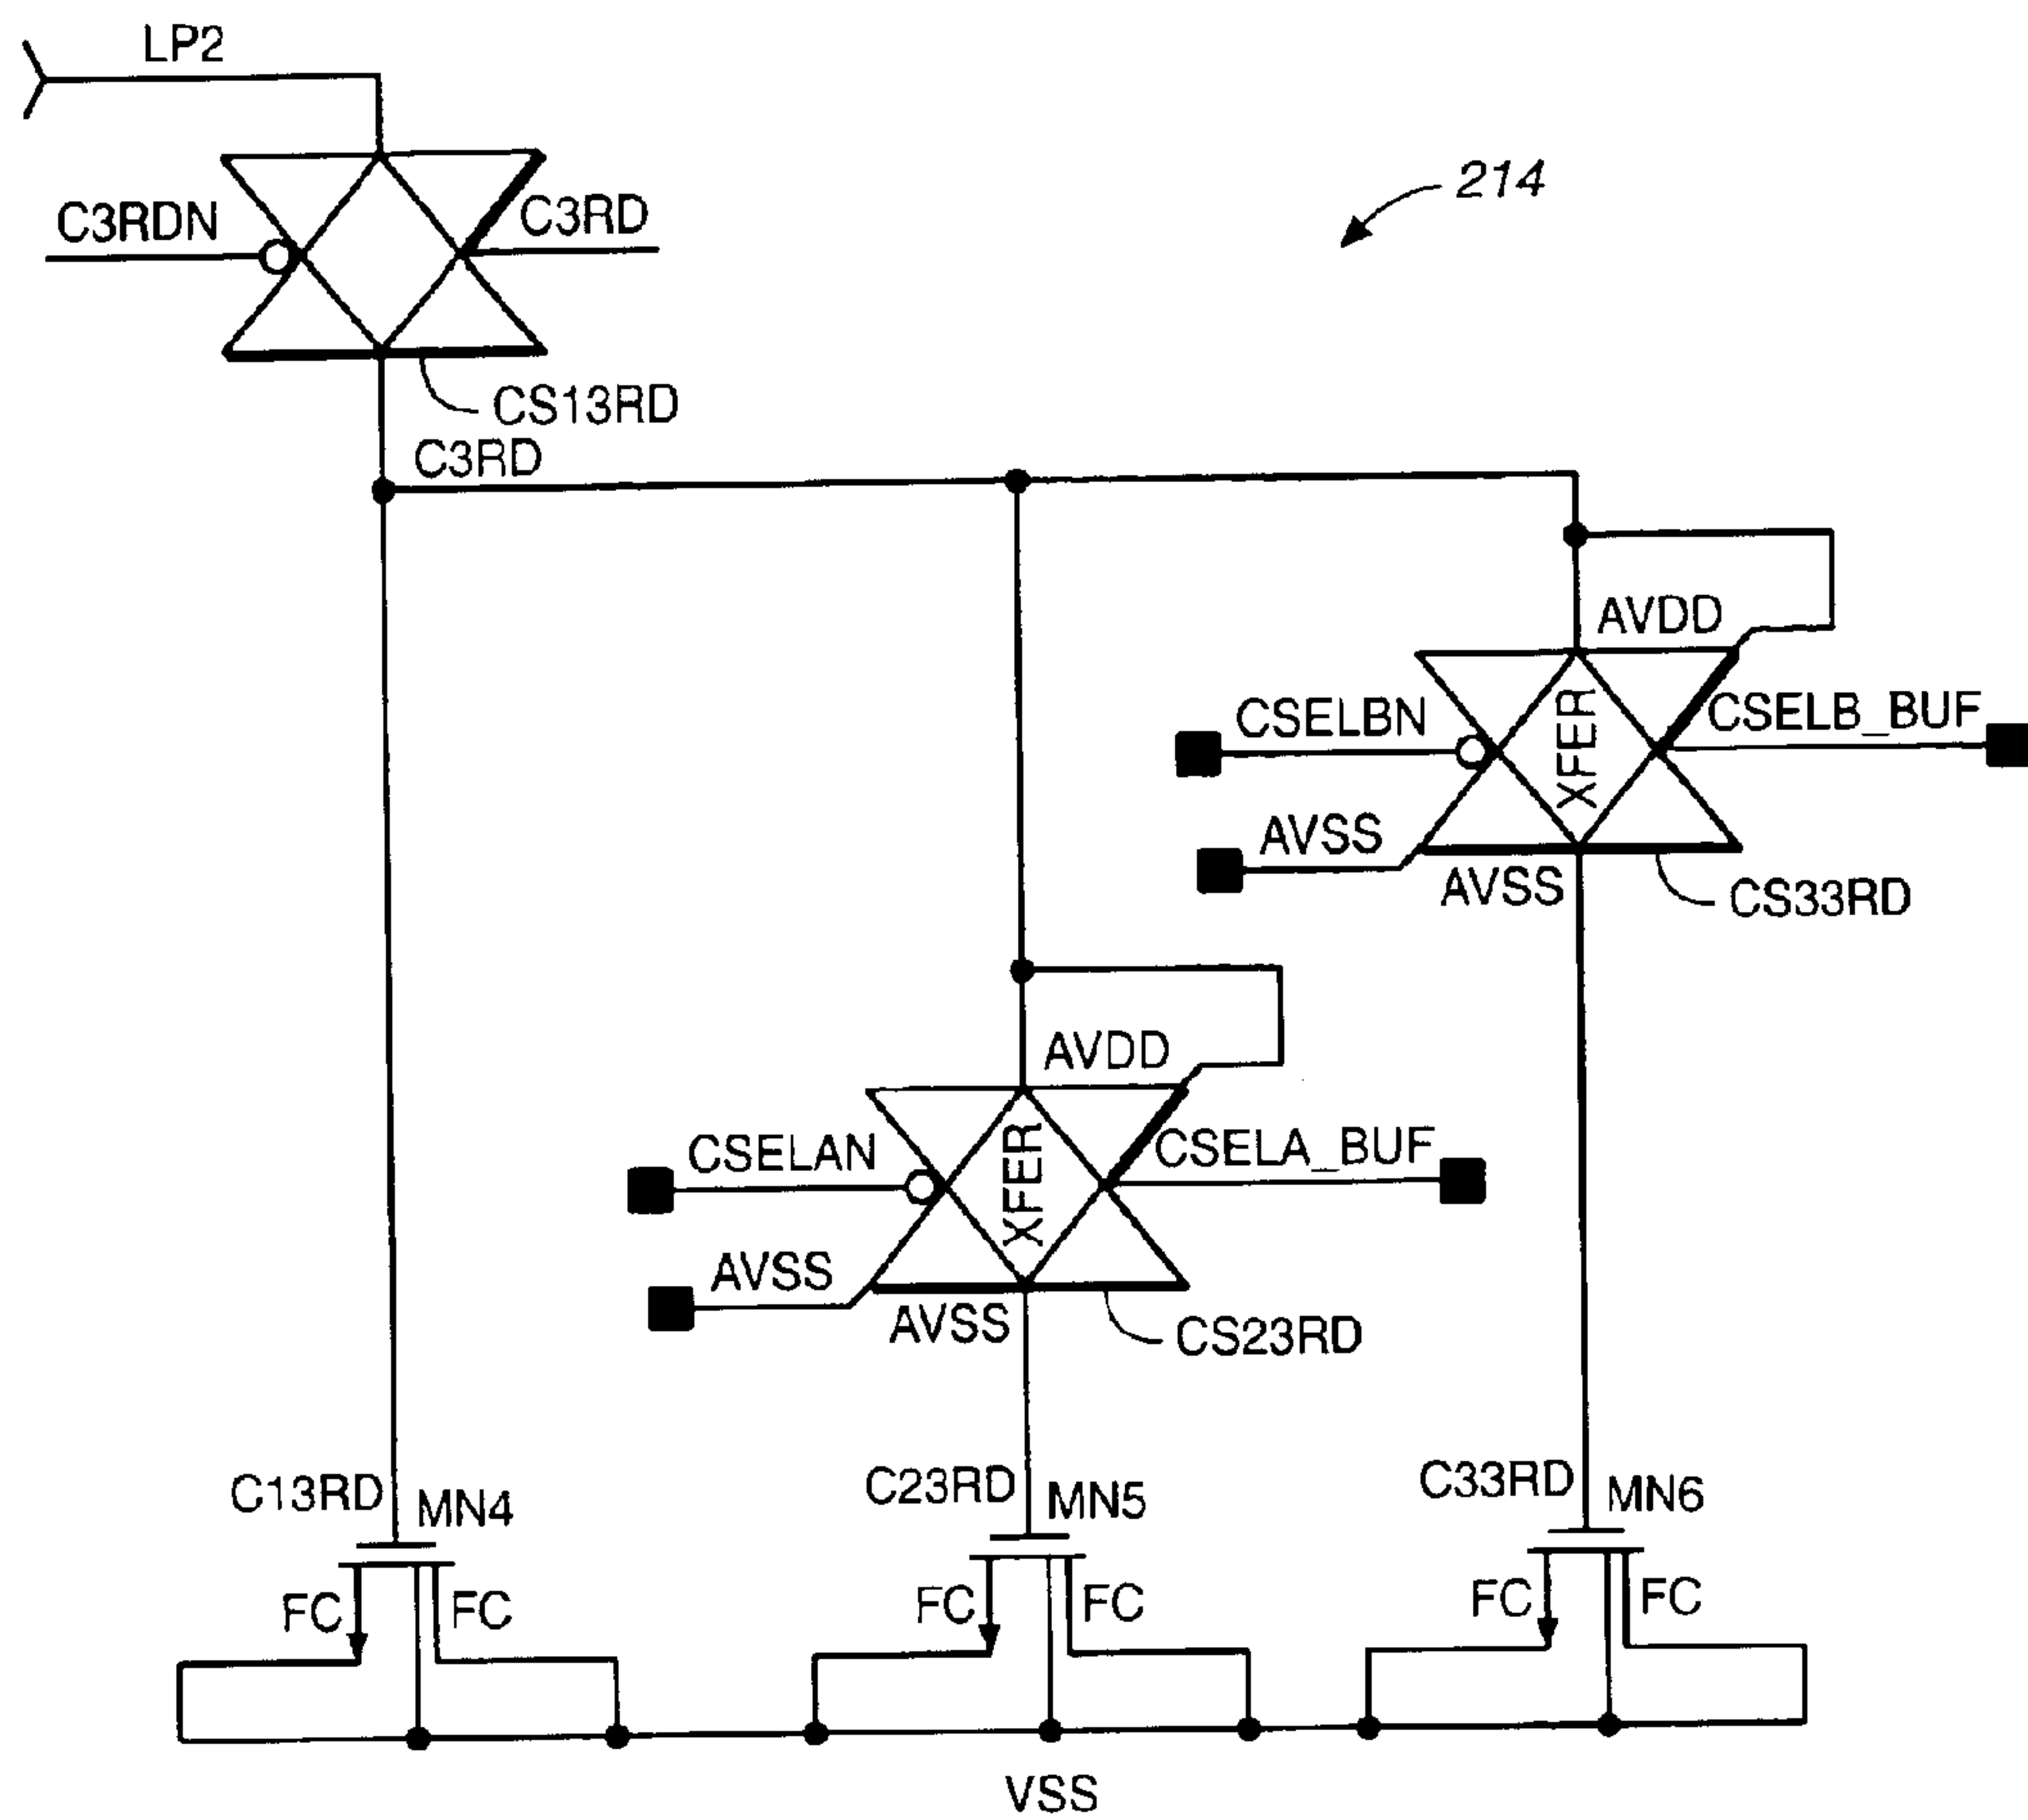 LP2
214
C3RDN
C3RD
CS13RD
C3RD
AVDD
CSELBN
XFER
CSELB_BUF
AVSS
AVSS
CS33RD
AVDD
CSELAN
XFER
CSELA_BUF
AVSS
AVSS
CS23RD
C13RD
MN4
C23RD
MN5
C33RD
MN6
FC
FC
FC
FC
FC
FC
VSS